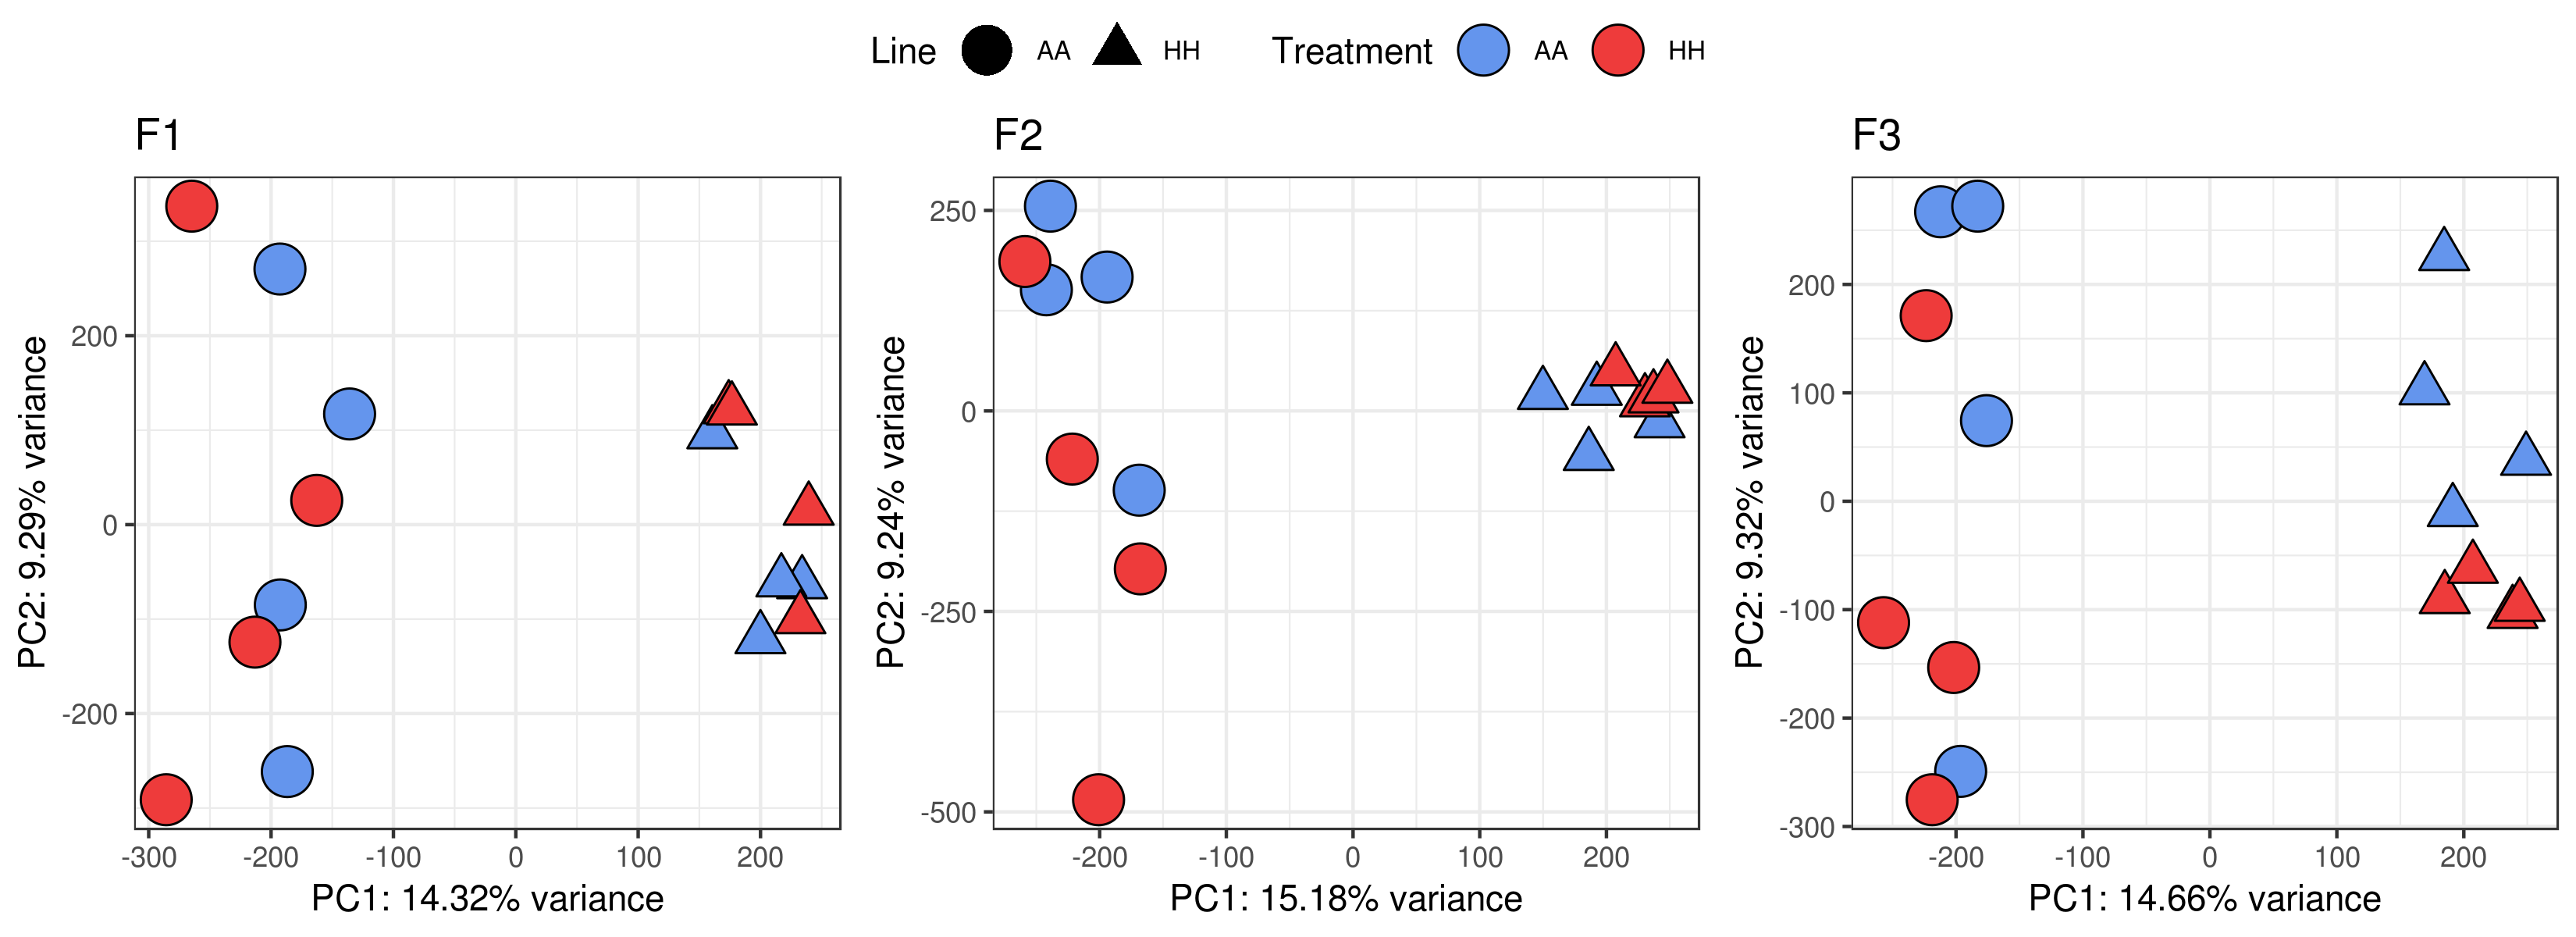 Line AA HH Treatment AA HH
F1 F2 F3
PC2: 9.29% variance
200
0
-200
-300 -200 -100 0 100 200
PC1: 14.32% variance
PC2: 9.24% variance
250
0
-250
-500
-200 -100 0 100 200
PC1: 15.18% variance
PC2: 9.32% variance
200
100
0
-100
-200
-300
-200 -100 0 100 200
PC1: 14.66% variance